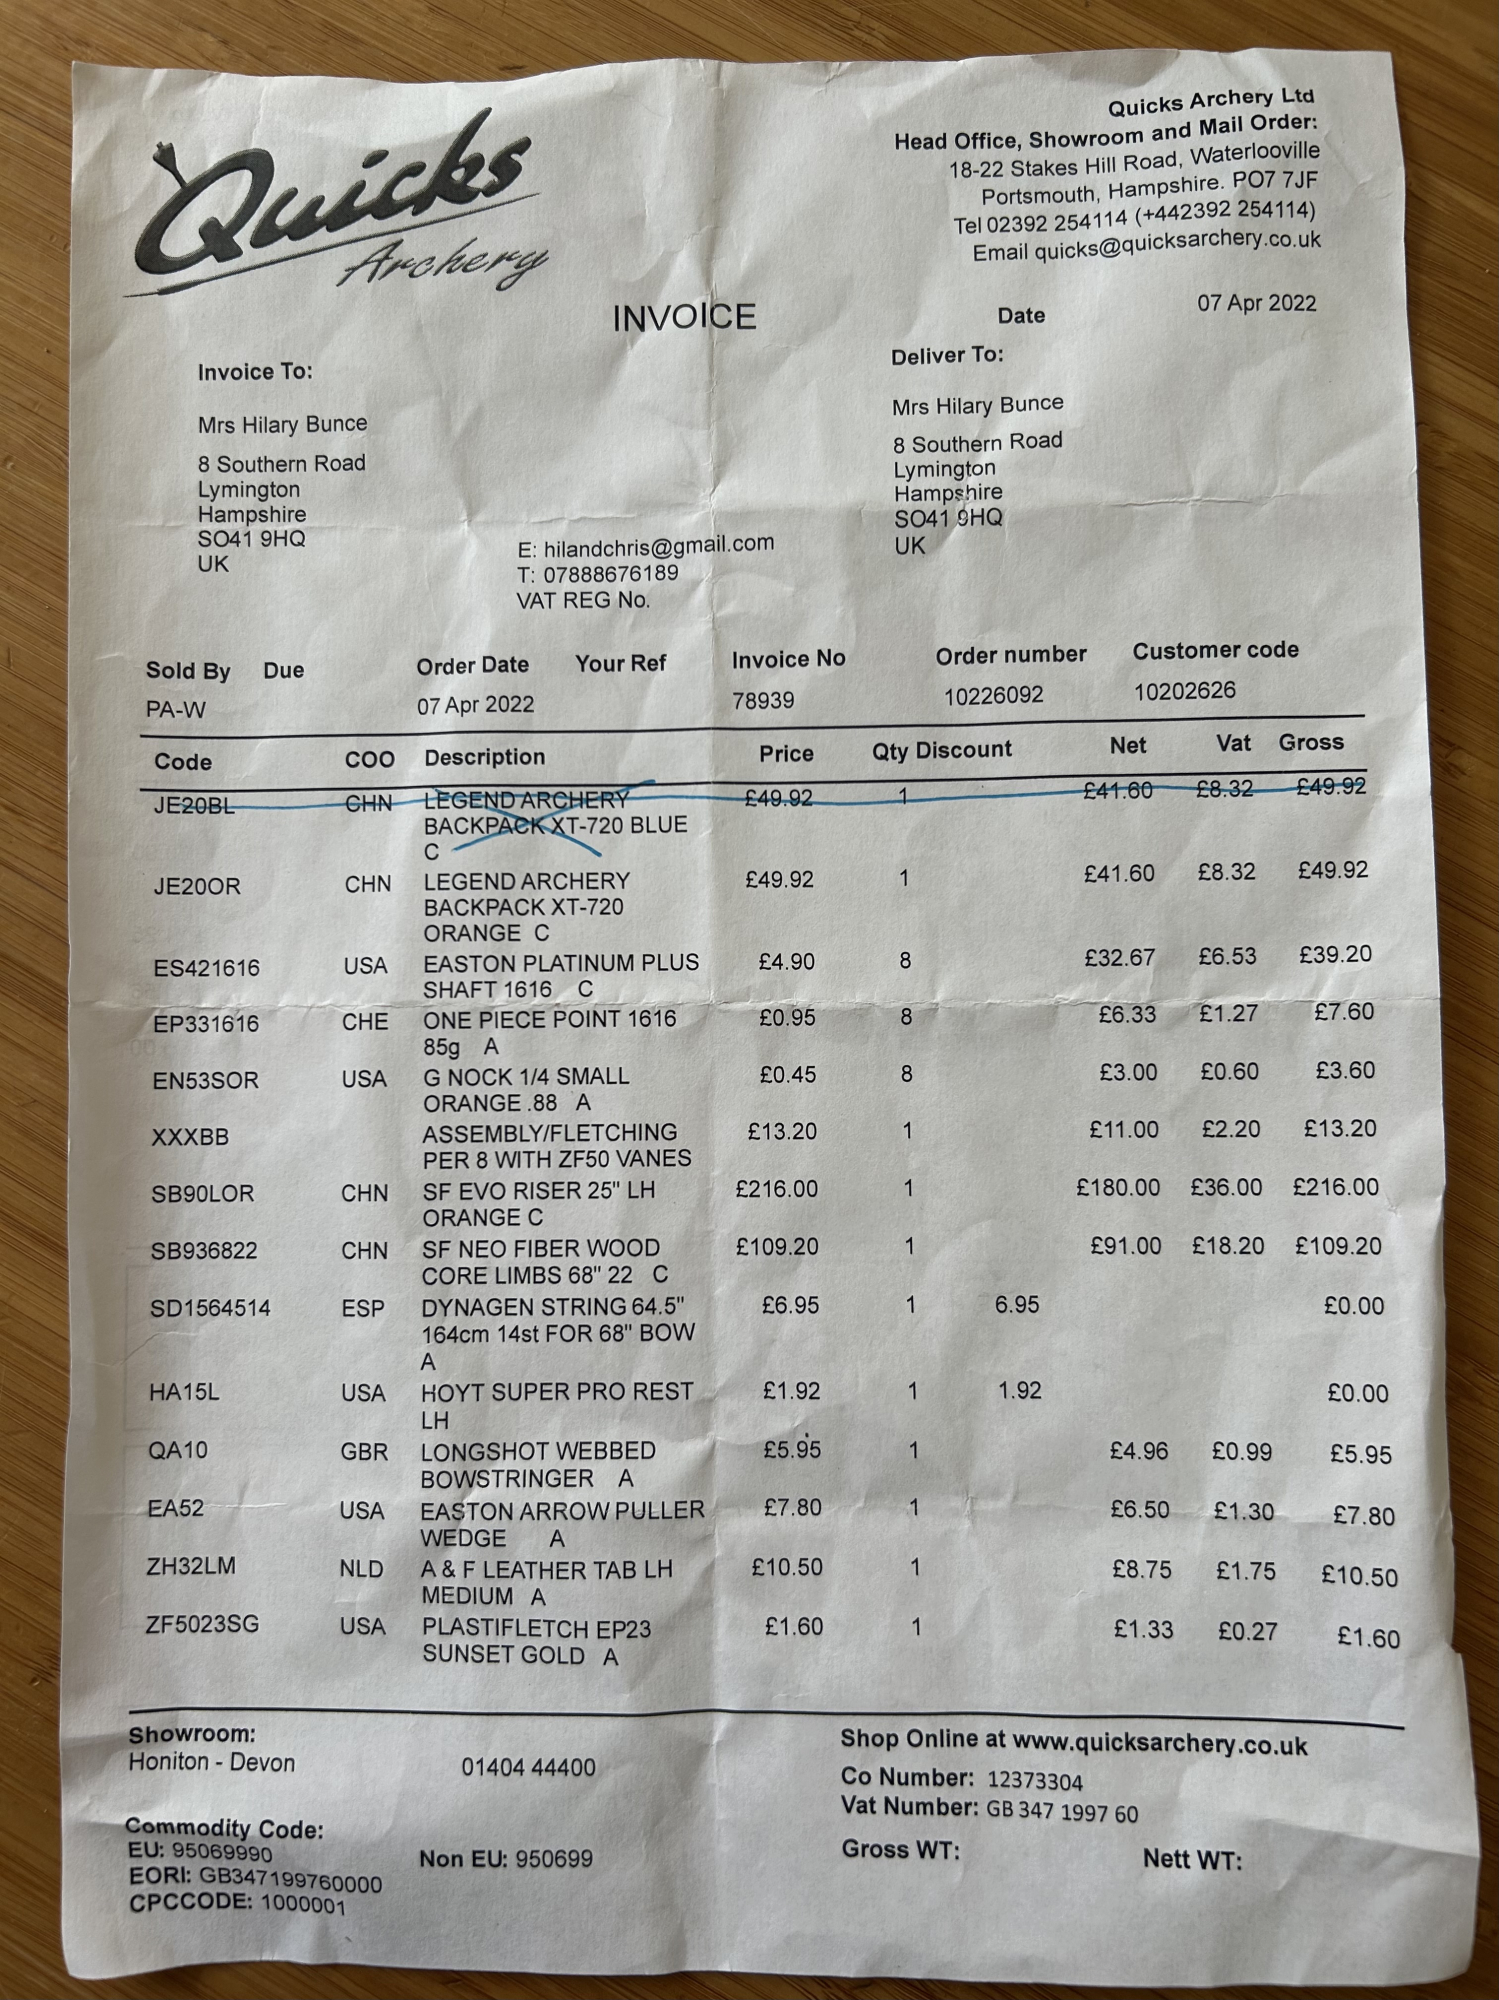 Quicks
Archery
Quicks Archery Ltd
Head Office, Showroom and Mail Order:
18-22 Stakes Hill Road, Waterlooville
Portsmouth, Hampshire. PO7 7JF
Tel 02392 254114 (+442392 254114)
Email quicks@quicksarchery.co.uk
INVOICE
Date 07 Apr 2022
Invoice To:
Mrs Hilary Bunce
8 Southern Road
Lymington
Hampshire
SO41 9HQ
UK
Deliver To:
Mrs Hilary Bunce
8 Southern Road
Lymington
Hampshire
SO41 9HQ
UK
E: hilandchris@gmail.com
T: 07888676189
VAT REG No.
Sold By Due Order Date Your Ref Invoice No Order number Customer code
PA-W 07 Apr 2022 78939 10226092 10202626
Code COO Description Price Qty Discount Net Vat Gross
JE20BL CHN LEGEND ARCHERY £49.92 1 £41.60 £8.32 £49.92
BACKPACK XT-720 BLUE
C
JE20OR CHN LEGEND ARCHERY £49.92 1 £41.60 £8.32 £49.92
BACKPACK XT-720
ORANGE C
ES421616 USA EASTON PLATINUM PLUS £4.90 8 £32.67 £6.53 £39.20
SHAFT 1616 C
EP331616 CHE ONE PIECE POINT 1616 £0.95 8 £6.33 £1.27 £7.60
85g A
EN53SOR USA G NOCK 1/4 SMALL £0.45 8 £3.00 £0.60 £3.60
ORANGE .88 A
XXXBB ASSEMBLY/FLETCHING £13.20 1 £11.00 £2.20 £13.20
PER 8 WITH ZF50 VANES
SB90LOR CHN SF EVO RISER 25" LH £216.00 1 £180.00 £36.00 £216.00
ORANGE C
SB936822 CHN SF NEO FIBER WOOD £109.20 1 £91.00 £18.20 £109.20
CORE LIMBS 68" 22 C
SD1564514 ESP DYNAGEN STRING 64.5" £6.95 1 6.95 £0.00
164cm 14st FOR 68" BOW
A
HA15L USA HOYT SUPER PRO REST £1.92 1 1.92 £0.00
LH
QA10 GBR LONGSHOT WEBBED £5.95 1 £4.96 £0.99 £5.95
BOWSTRINGER A
EA52 USA EASTON ARROW PULLER £7.80 1 £6.50 £1.30 £7.80
WEDGE A
ZH32LM NLD A & F LEATHER TAB LH £10.50 1 £8.75 £1.75 £10.50
MEDIUM A
ZF5023SG USA PLASTIFLETCH EP23 £1.60 1 £1.33 £0.27 £1.60
SUNSET GOLD A
Showroom:
Honiton - Devon 01404 44400
Shop Online at www.quicksarchery.co.uk
Co Number: 12373304
Vat Number: GB 347 1997 60
Commodity Code:
EU: 95069990 Non EU: 950699
EORI: GB347199760000
CPCCODE: 1000001
Gross WT: Nett WT: